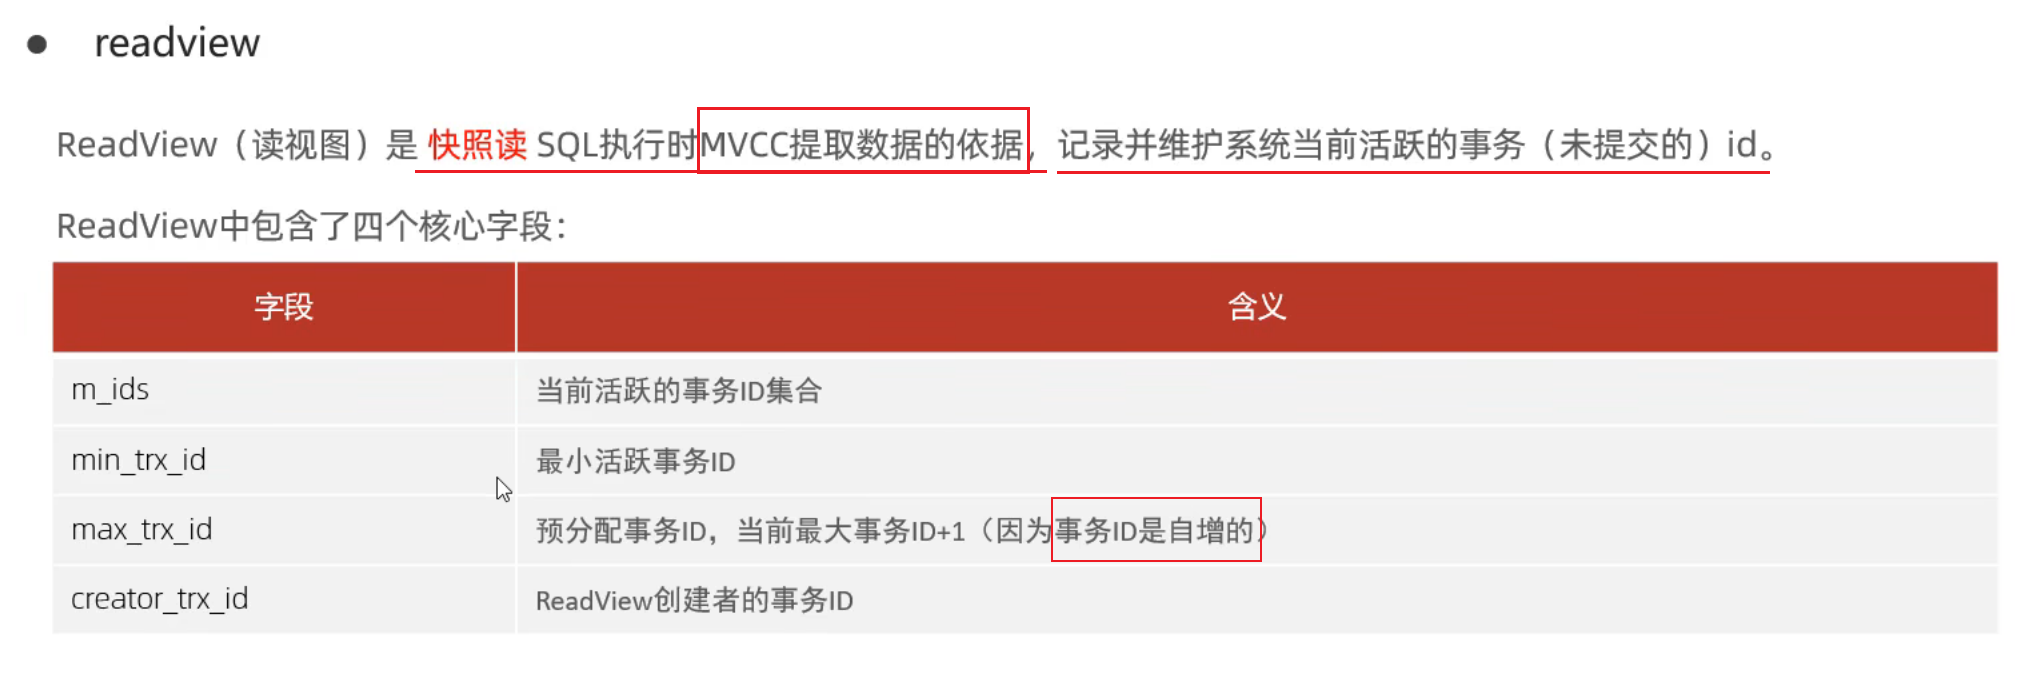 ● readview
ReadView（读视图）是 快照读 SQL执行时MVCC提取数据的依据，记录并维护系统当前活跃的事务（未提交的）id。
ReadView中包含了四个核心字段：
字段 含义
m_ids 当前活跃的事务ID集合
min_trx_id 最小活跃事务ID
max_trx_id 预分配事务ID，当前最大事务ID+1（因为事务ID是自增的）
creator_trx_id ReadView创建者的事务ID